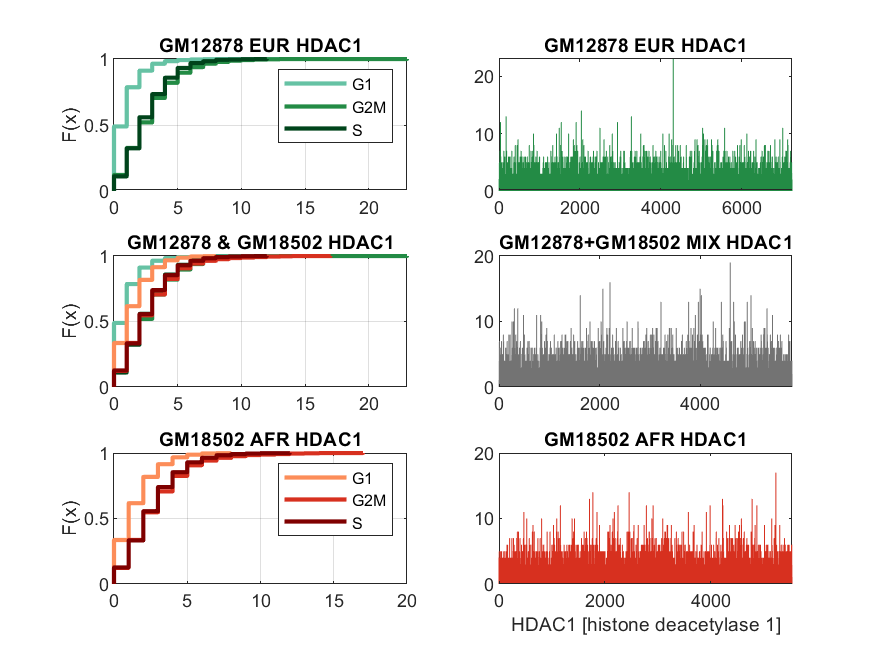 GM12878 EUR HDAC1
F(x)
1
0.5
0
0 5 10 15 20
G1
G2M
S
GM12878 EUR HDAC1
20
10
0
0 2000 4000 6000
GM12878 & GM18502 HDAC1
F(x)
1
0.5
0
0 5 10 15 20
GM12878+GM18502 MIX HDAC1
20
10
0
0 2000 4000
GM18502 AFR HDAC1
F(x)
1
0.5
0
0 5 10 15 20
G1
G2M
S
GM18502 AFR HDAC1
20
10
0
0 2000 4000
HDAC1 [histone deacetylase 1]